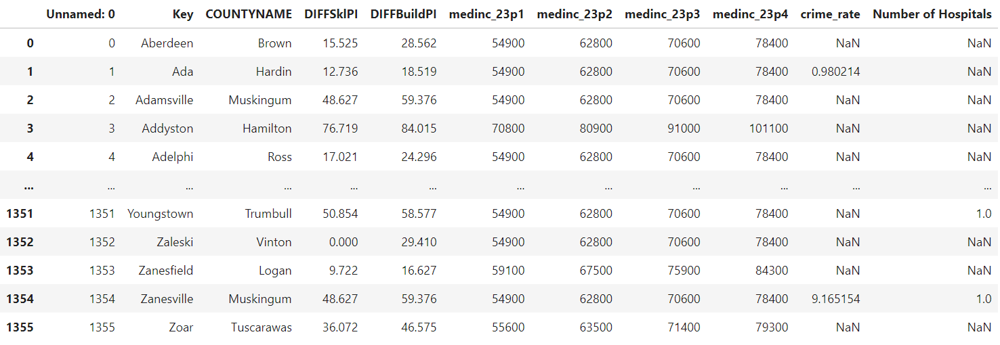 Unnamed: 0 Key COUNTYNAME DIFFSklPI DIFFBuildPI medinc_23p1 medinc_23p2 medinc_23p3 medinc_23p4 crime_rate Number of Hospitals
0 0 Aberdeen Brown 15.525 28.562 54900 62800 70600 78400 NaN NaN
1 1 Ada Hardin 12.736 18.519 54900 62800 70600 78400 0.980214 NaN
2 2 Adamsville Muskingum 48.627 59.376 54900 62800 70600 78400 NaN NaN
3 3 Addyston Hamilton 76.719 84.015 70800 80900 91000 101100 NaN NaN
4 4 Adelphi Ross 17.021 24.296 54900 62800 70600 78400 NaN NaN
... ... ... ... ... ... ... ... ... ... ... ...
1351 1351 Youngstown Trumbull 50.854 58.577 54900 62800 70600 78400 NaN 1.0
1352 1352 Zaleski Vinton 0.000 29.410 54900 62800 70600 78400 NaN NaN
1353 1353 Zanesfield Logan 9.722 16.627 59100 67500 75900 84300 NaN NaN
1354 1354 Zanesville Muskingum 48.627 59.376 54900 62800 70600 78400 9.165154 1.0
1355 1355 Zoar Tuscarawas 36.072 46.575 55600 63500 71400 79300 NaN NaN